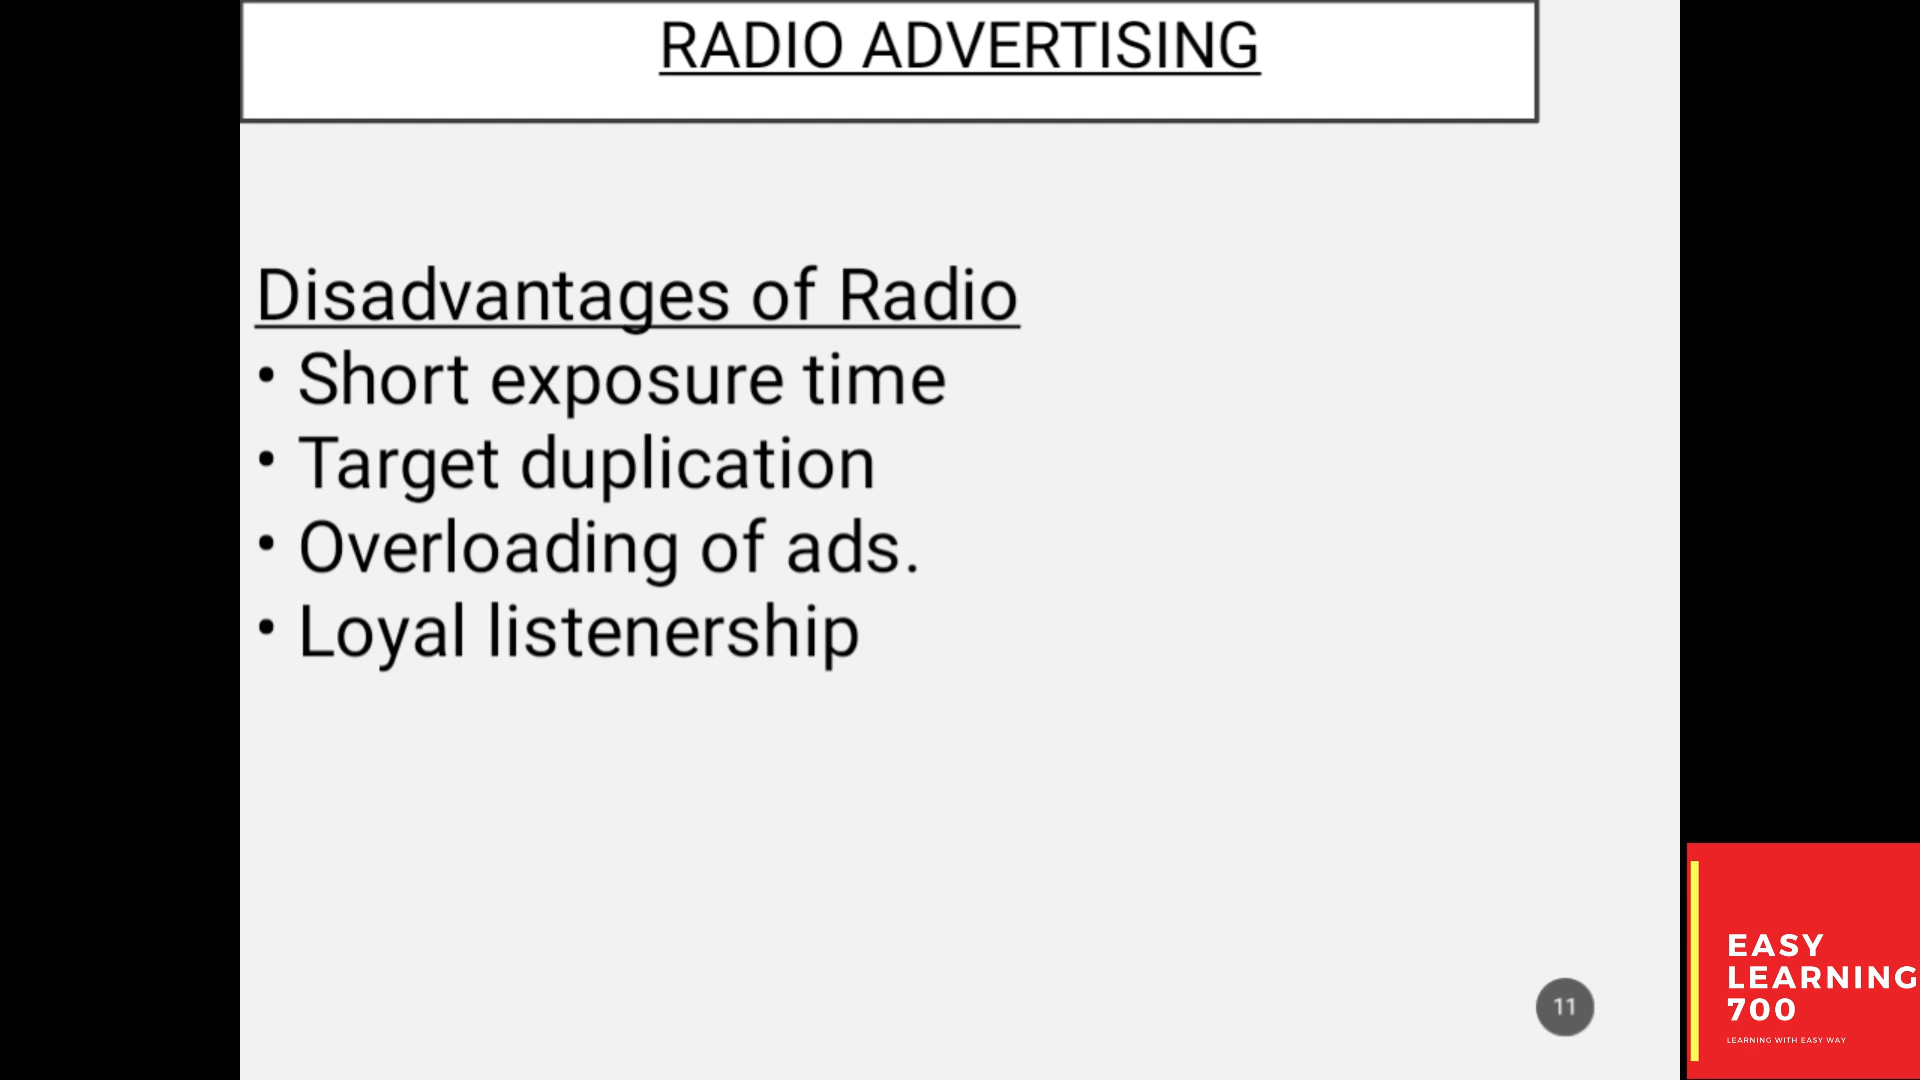 RADIO ADVERTISING
Disadvantages of Radio
• Short exposure time
• Target duplication
• Overloading of ads.
• Loyal listenership
11
EASY
LEARNING
700
LEARNING WITH EASY WAY